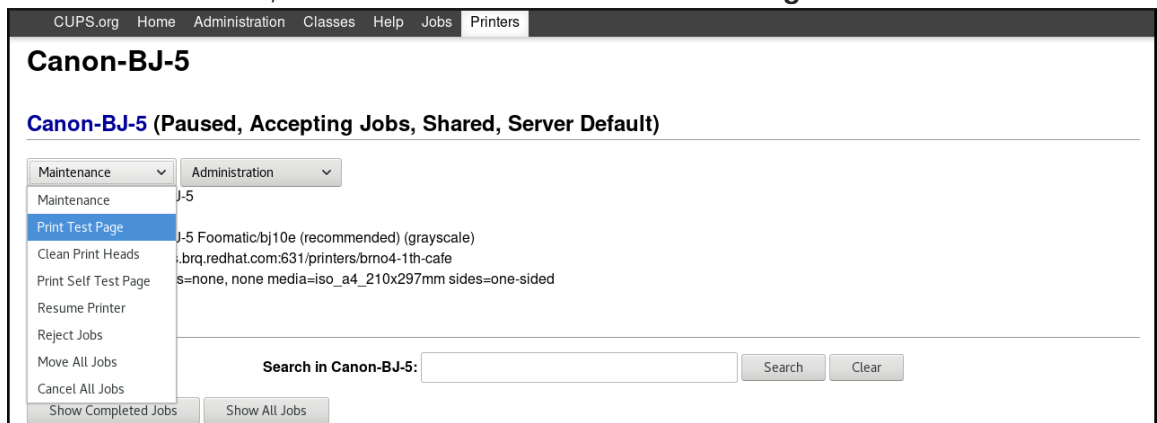 CUPS.org Home Administration Classes Help Jobs Printers
Canon-BJ-5
Canon-BJ-5 (Paused, Accepting Jobs, Shared, Server Default)
Maintenance Administration
Maintenance J-5
Print Test Page
J-5 Foomatic/bj10e (recommended) (grayscale)
Clean Print Heads .brq.redhat.com:631/printers/brno4-1th-cafe
Print Self Test Page s=none, none media=iso_a4_210x297mm sides=one-sided
Resume Printer
Reject Jobs
Move All Jobs Search in Canon-BJ-5: Search Clear
Cancel All Jobs
Show Completed Jobs Show All Jobs